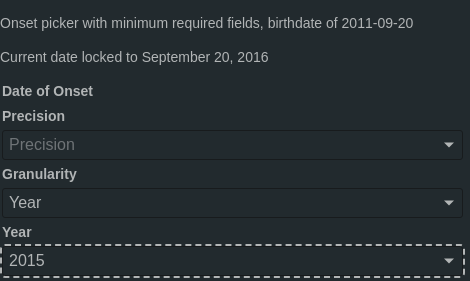 Onset picker with minimum required fields, birthdate of 2011-09-20
Current date locked to September 20, 2016
Date of Onset
Precision
Precision
Granularity
Year
Year
2015